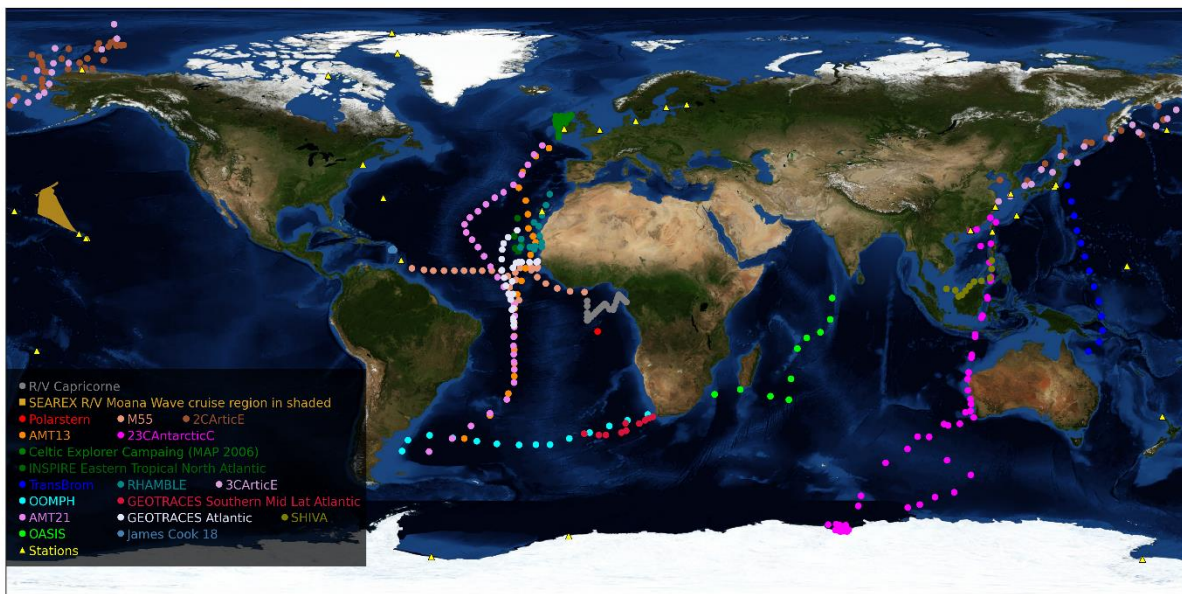 R/V Capricorne
SEAREX R/V Moana Wave cruise region in shaded
Polarstern M55 2CArticE
AMT13 23CAntarcticC
Celtic Explorer Campaing (MAP 2006)
INSPIRE Eastern Tropical North Atlantic
TransBrom RHAMBLE 3CArticE
OOMPH GEOTRACES Southern Mid Lat Atlantic
AMT21 GEOTRACES Atlantic SHIVA
OASIS James Cook 18
Stations